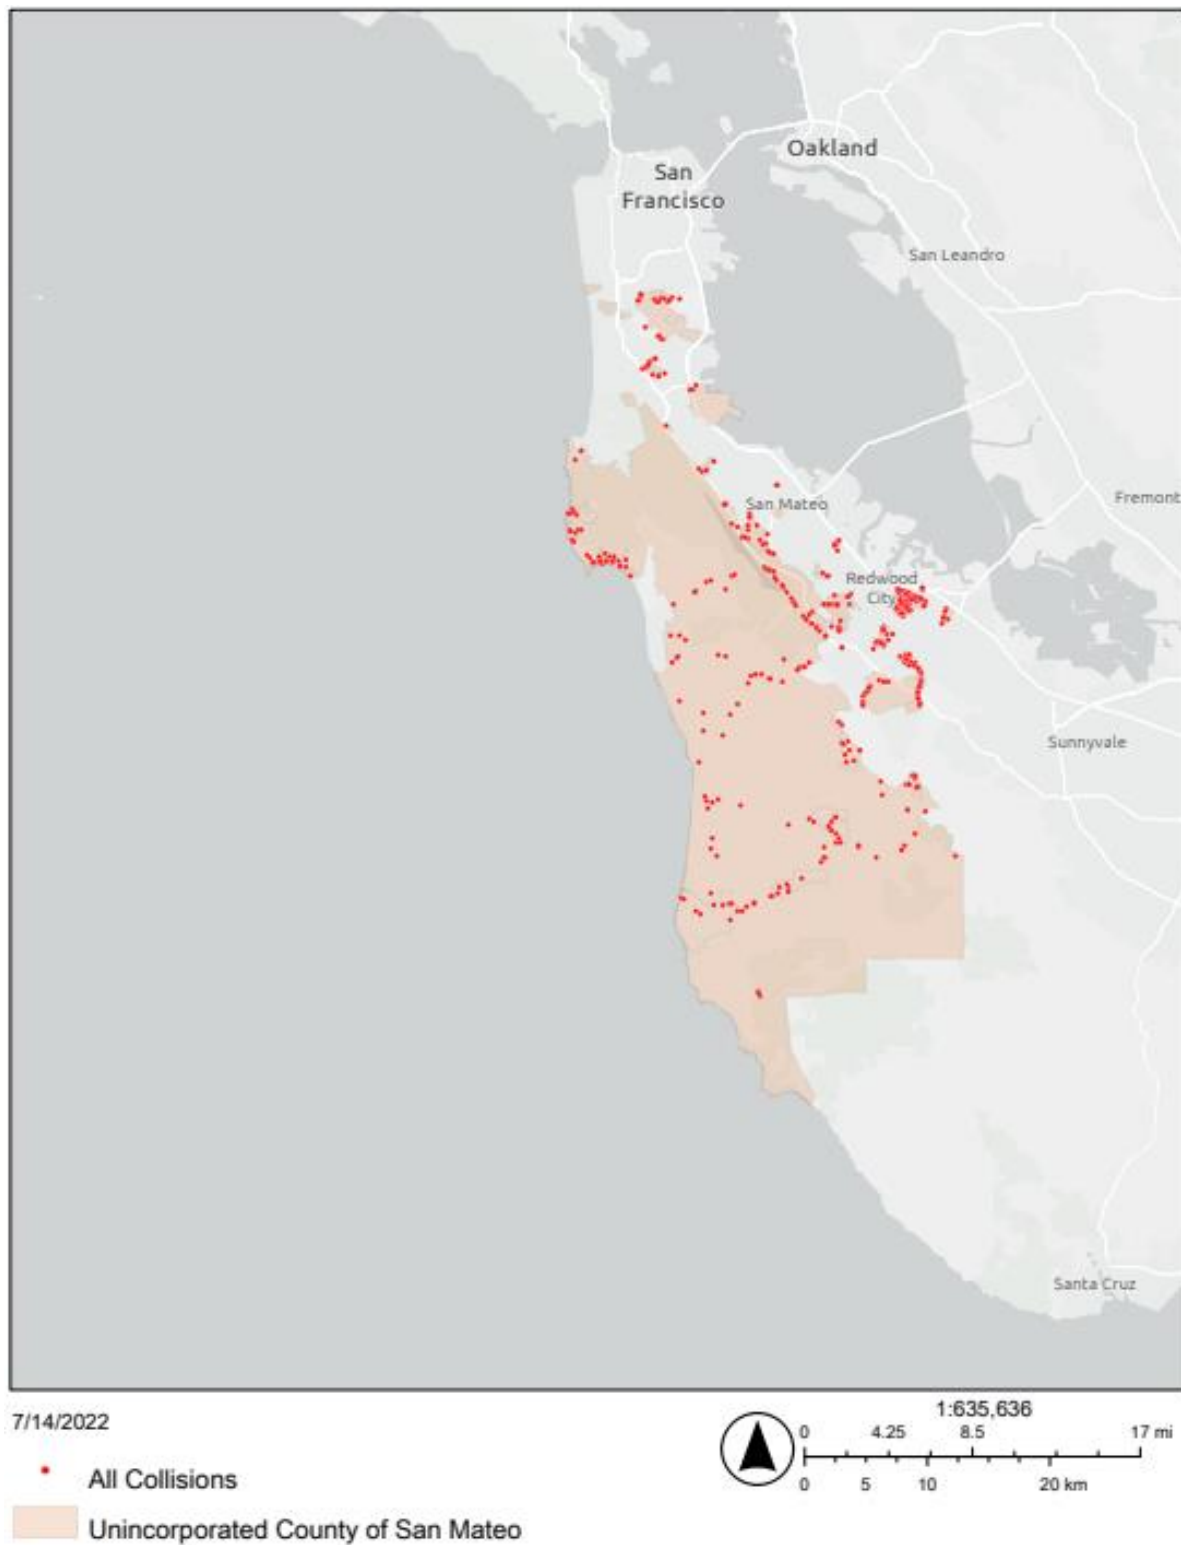 Oakland
San
Francisco
San Leandro
Fremont
San Mateo
Redwood
City
Sunnyvale
Santa Cruz
7/14/2022
1:635,636
0 4.25 8.5 17 mi
0 5 10 20 km
All Collisions
Unincorporated County of San Mateo